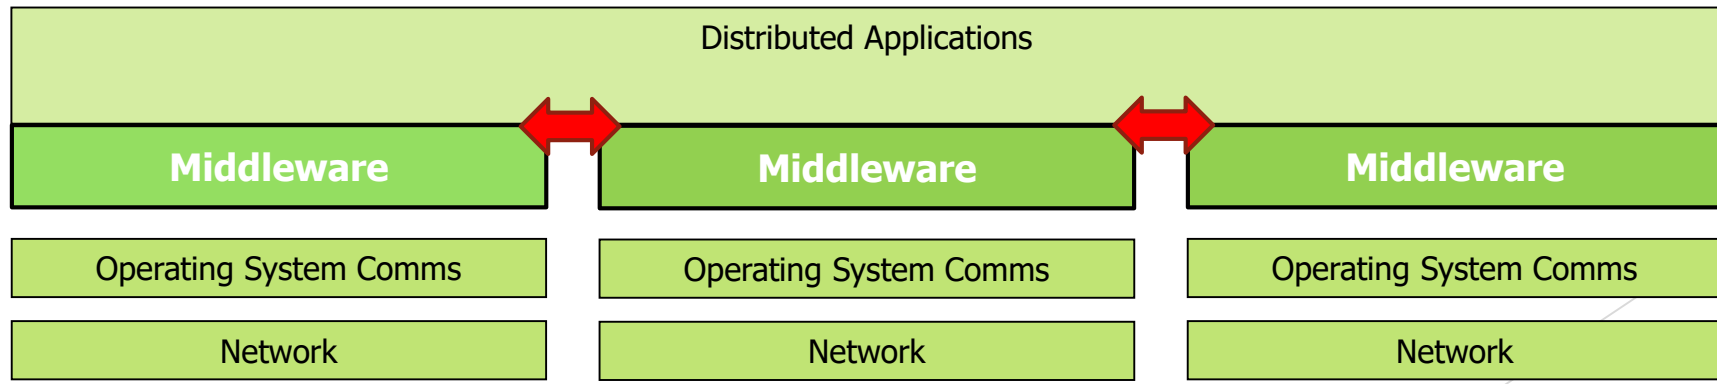 Distributed Applications
Middleware
Middleware
Middleware
Operating System Comms
Operating System Comms
Operating System Comms
Network
Network
Network